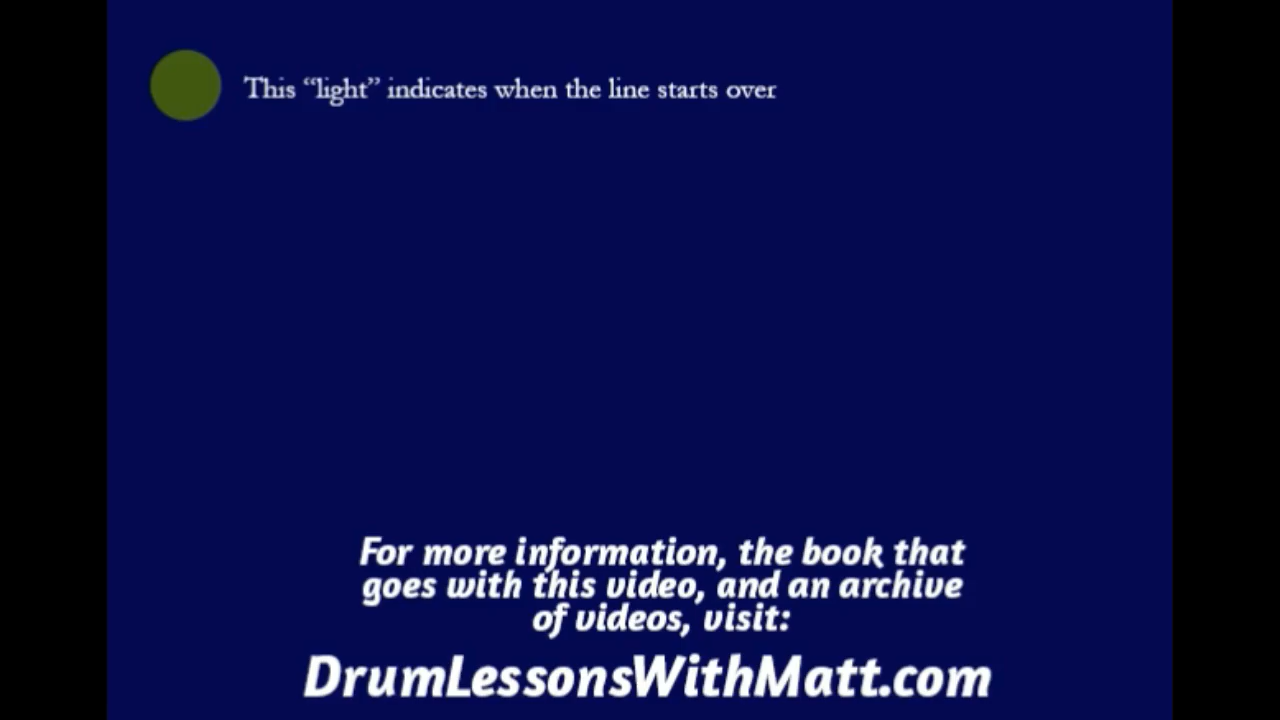 This “light” indicates when the line starts over
For more information, the book that
goes with this video, and an archive
of videos, visit:
DrumLessonsWithMatt.com